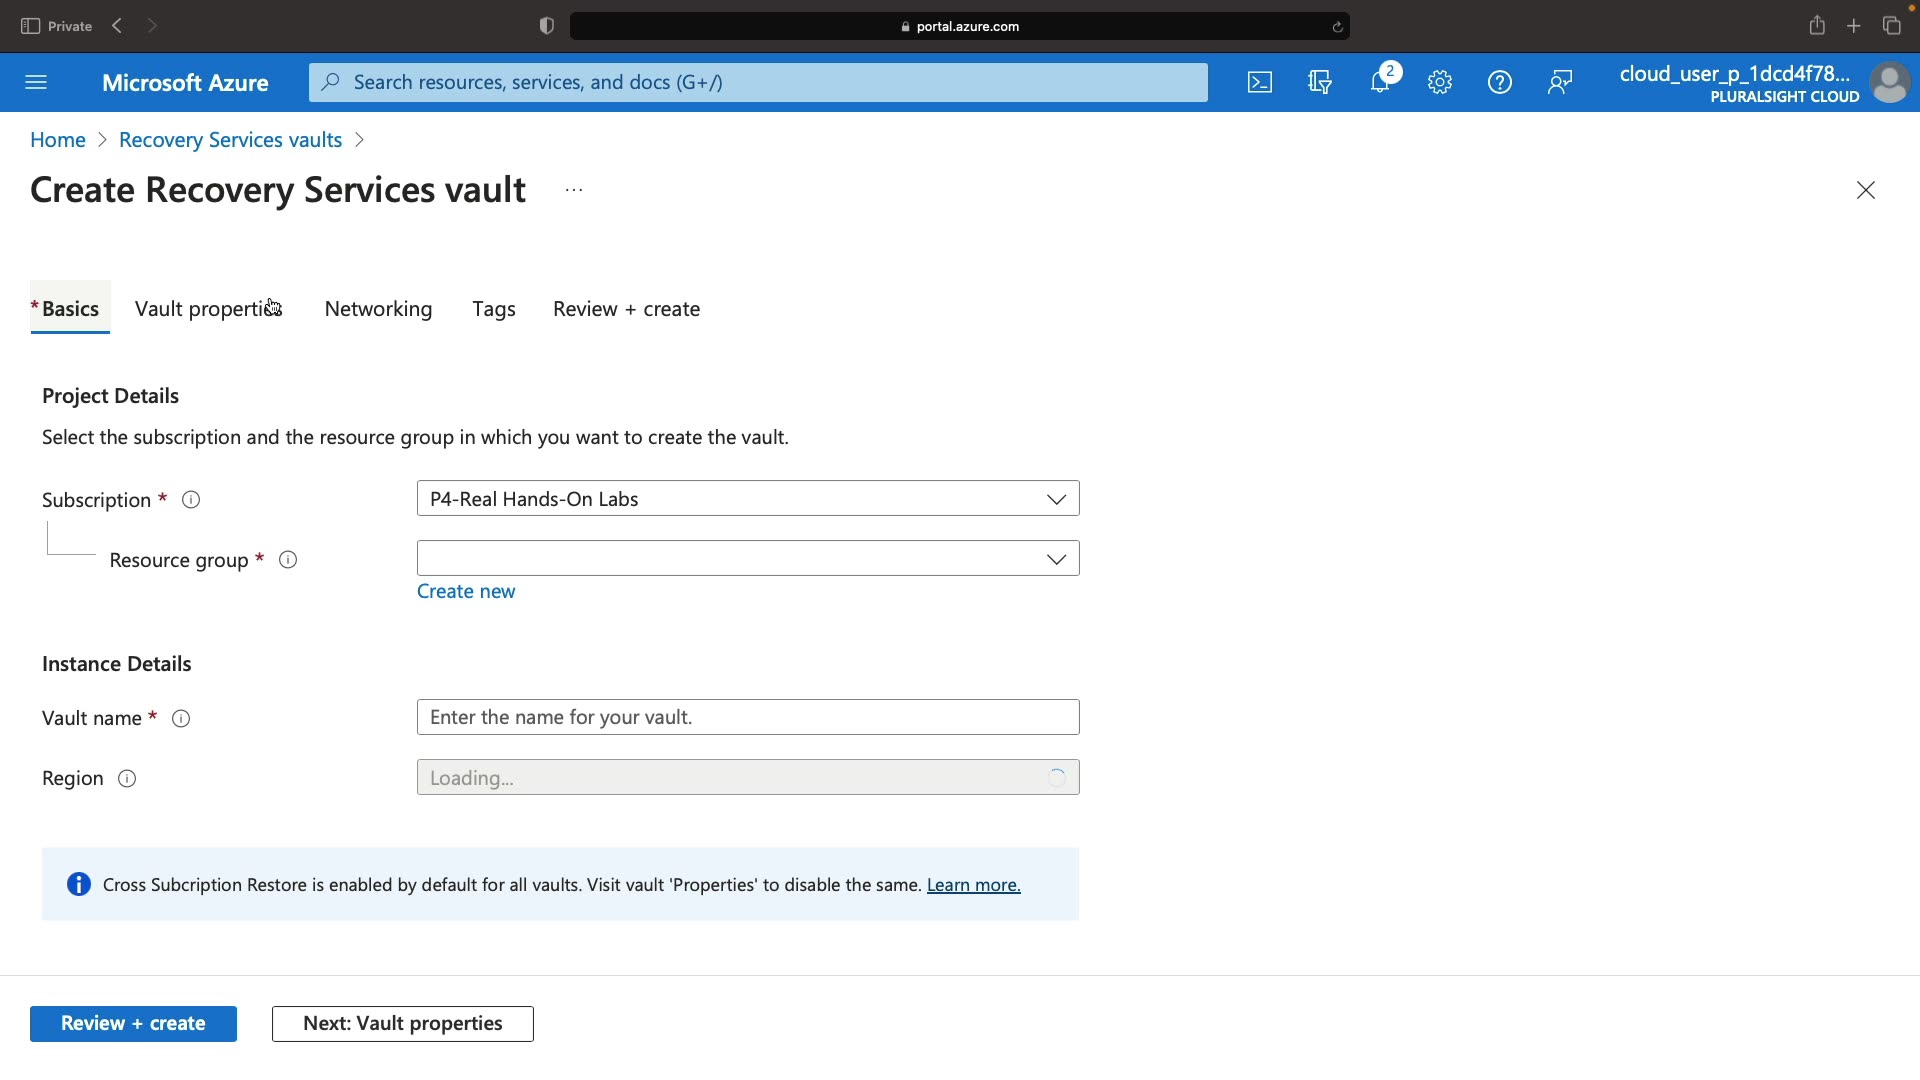 Private
portal.azure.com
Microsoft Azure
Search resources, services, and docs (G+/)
2
cloud_user_p_1dcd4f78...
PLURALSIGHT CLOUD
Home > Recovery Services vaults >
Create Recovery Services vault ...
* Basics
Vault properties
Networking
Tags
Review + create
Project Details
Select the subscription and the resource group in which you want to create the vault.
Subscription *
P4-Real Hands-On Labs
Resource group *
Create new
Instance Details
Vault name *
Enter the name for your vault.
Region
Loading...
Cross Subcription Restore is enabled by default for all vaults. Visit vault 'Properties' to disable the same. Learn more.
Review + create
Next: Vault properties